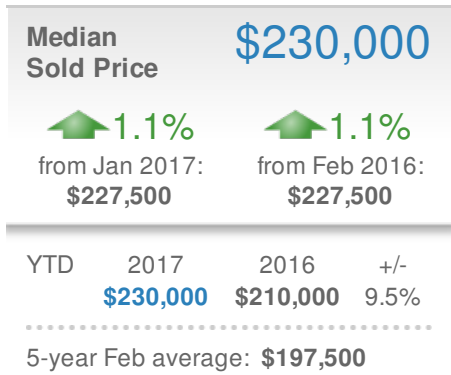 Median $230,000
Sold Price
1.1% 1.1%
from Jan 2017: from Feb 2016:
$227,500 $227,500
YTD 2017 2016 +/-
$230,000 $210,000 9.5%
5-year Feb average: $197,500